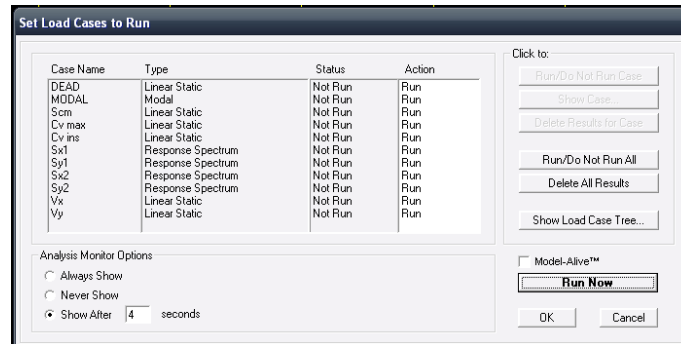 Set Load Cases to Run
Case Name Type Status Action
DEAD Linear Static Not Run Run
MODAL Modal Not Run Run
Scm Linear Static Not Run Run
Cv max Linear Static Not Run Run
Cv ins Linear Static Not Run Run
Sx1 Response Spectrum Not Run Run
Sy1 Response Spectrum Not Run Run
Sx2 Response Spectrum Not Run Run
Sy2 Response Spectrum Not Run Run
Vx Linear Static Not Run Run
Vy Linear Static Not Run Run
Click to:
Run/Do Not Run Case
Show Case...
Delete Results for Case
Run/Do Not Run All
Delete All Results
Show Load Case Tree...
Analysis Monitor Options
Always Show
Never Show
Show After 4 seconds
Model-Alive™
Run Now
OK Cancel